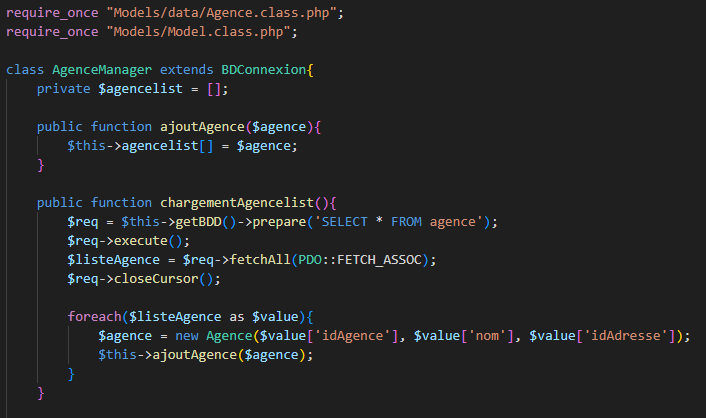 require_once "Models/data/Agence.class.php";
require_once "Models/Model.class.php";
class AgenceManager extends BDConnexion{
private $agencelist = [];
public function ajoutAgence($agence){
$this->agencelist[] = $agence;
}
public function chargementAgencelist(){
$req = $this->getBDD()->prepare('SELECT * FROM agence');
$req->execute();
$listeAgence = $req->fetchAll(PDO::FETCH_ASSOC);
$req->closeCursor();
foreach($listeAgence as $value){
$agence = new Agence($value['idAgence'], $value['nom'], $value['idAdresse']);
$this->ajoutAgence($agence);
}
}